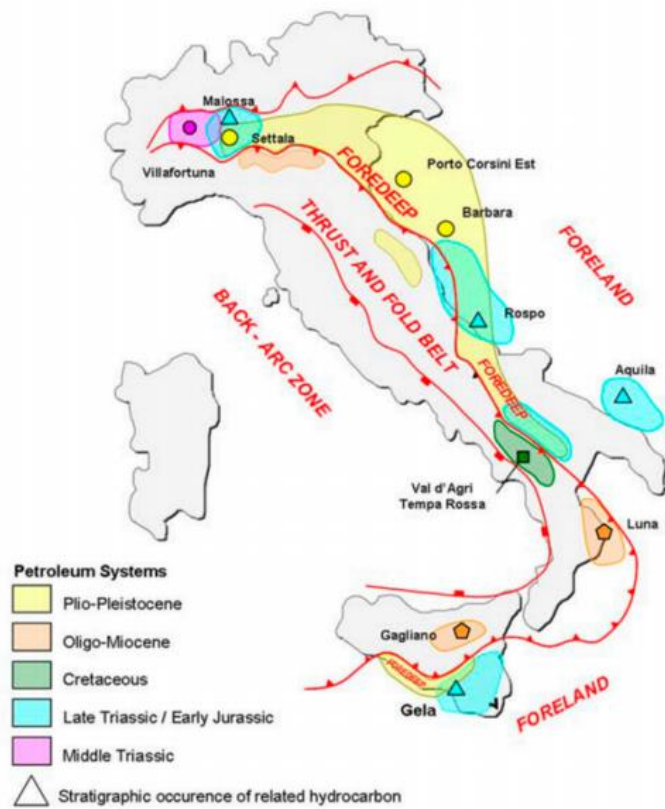 Malossa
Settala
Villafortuna
FOREDEEP
Porto Corsini Est
Barbara
FORELAND
THRUST AND FOLD BELT
BACK - ARC ZONE
Rospo
FOREDEEP
Aquila
Val d'Agri
Tempa Rossa
Luna
Petroleum Systems
Plio-Pleistocene
Oligo-Miocene
Cretaceous
Late Triassic / Early Jurassic
Middle Triassic
Stratigraphic occurence of related hydrocarbon
Gagliano
FOREDEEP
Gela
FORELAND